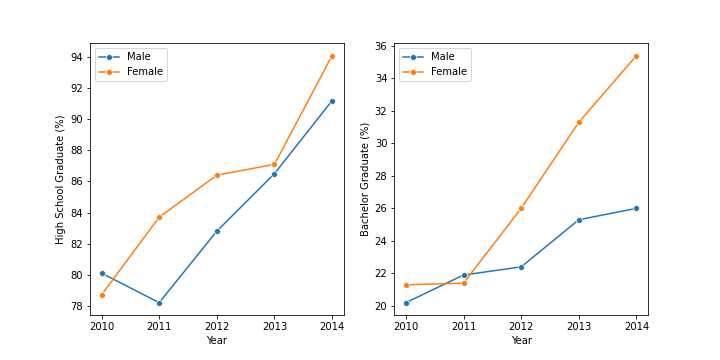 Male
Female
94
92
90
88
86
84
82
80
78
High School Graduate (%)
2010 2011 2012 2013 2014
Year
Male
Female
36
34
32
30
28
26
24
22
20
Bachelor Graduate (%)
2010 2011 2012 2013 2014
Year